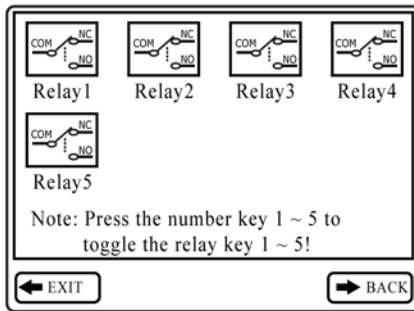 COM NC NO COM NC NO COM NC NO COM NC NO
Relay1 Relay2 Relay3 Relay4
COM NC NO
Relay5
Note: Press the number key 1 ~ 5 to
toggle the relay key 1 ~ 5!
EXIT BACK